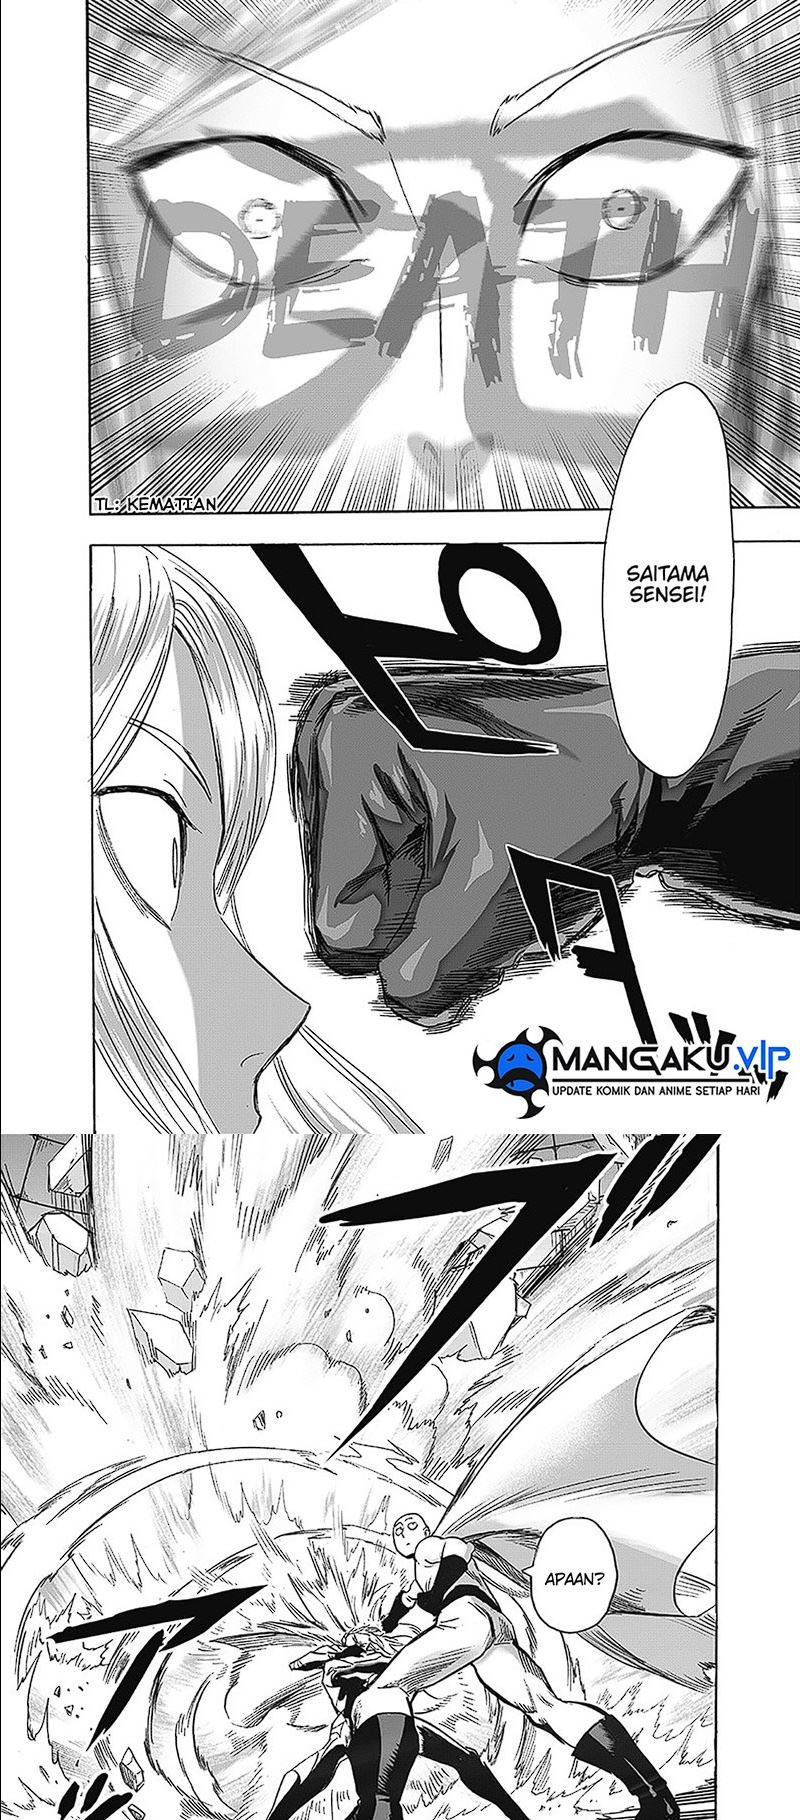 DEATH
TL: KEMATIAN
SAITAMA
SENSEI!
MANGAKU.VIP
UPDATE KOMIK DAN ANIME SETIAP HARI
APAAN?